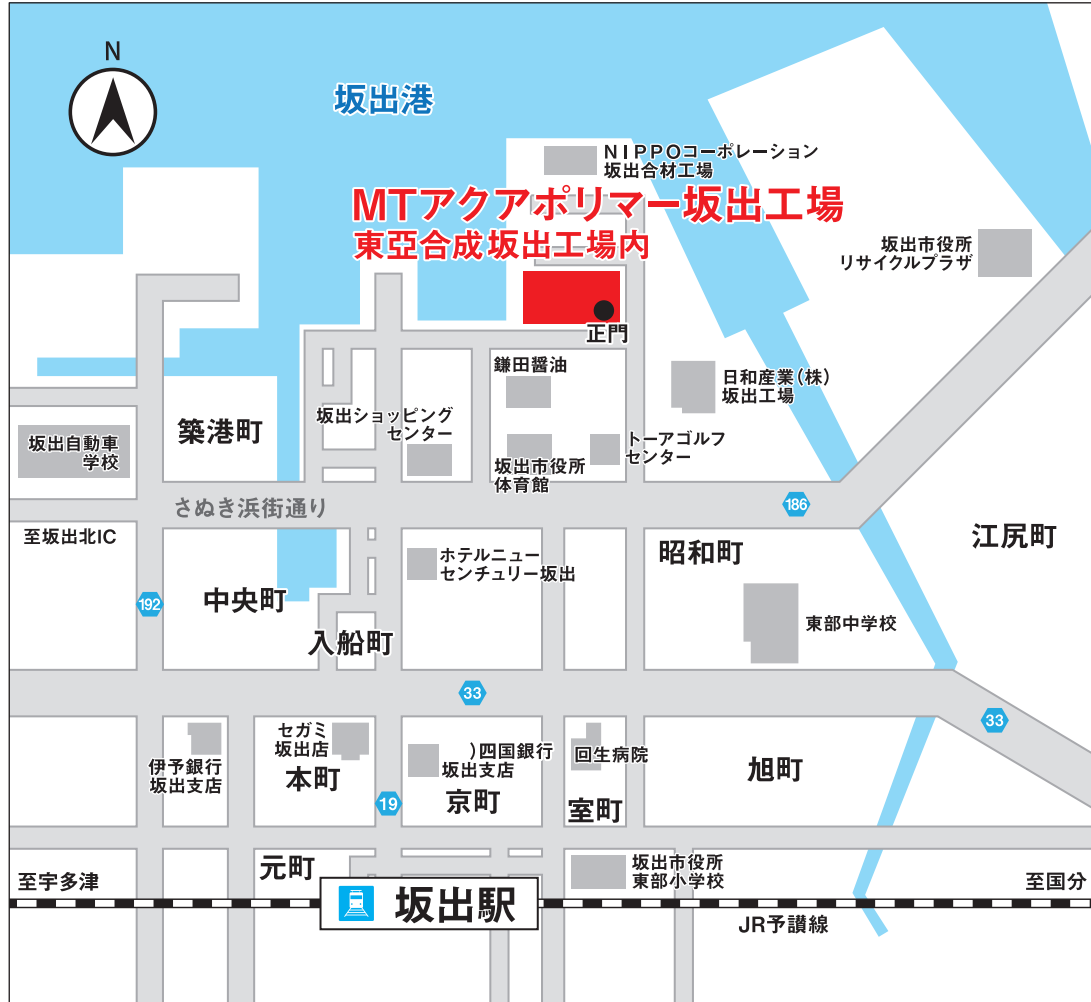 N
坂出港
NIPPOコーポレーション
坂出合材工場
MTアクアポリマー坂出工場
東亞合成坂出工場内
坂出市役所
リサイクルプラザ
正門
鎌田醤油
日和産業(株)
坂出工場
坂出ショッピング
センター
築港町
坂出自動車
学校
トーアゴルフ
センター
坂出市役所
体育館
さぬき浜街通り
186
至坂出北IC
江尻町
昭和町
ホテルニュー
センチュリー坂出
192
中央町
東部中学校
入船町
33
33
セガミ
坂出店
伊予銀行
坂出支店
)四国銀行
坂出支店
回生病院
本町
旭町
19
京町
室町
元町
坂出市役所
東部小学校
至宇多津
至国分
坂出駅
JR予讃線